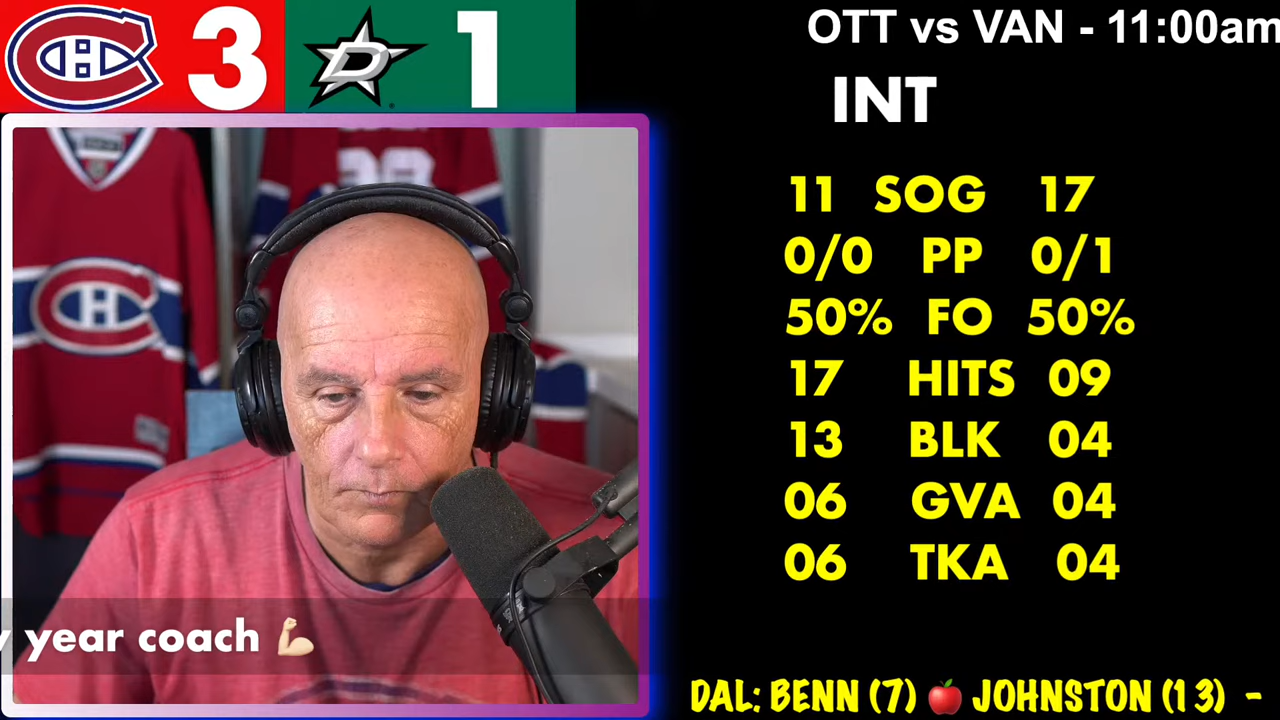 3 1
OTT vs VAN - 11:00am
INT
11 SOG 17
0/0 PP 0/1
50% FO 50%
17 HITS 09
13 BLK 04
06 GVA 04
06 TKA 04
year coach 💪🏼
DAL: BENN (7) 🍎 JOHNSTON (13) -